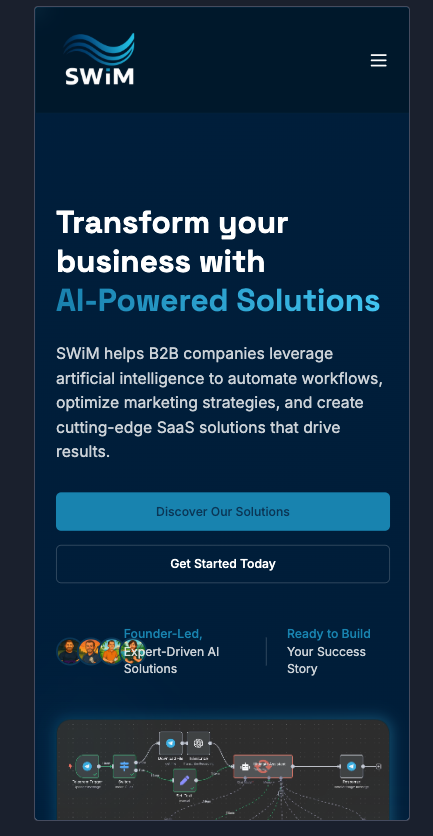 SWiM
Transform your
business with
AI-Powered Solutions
SWiM helps B2B companies leverage
artificial intelligence to automate workflows,
optimize marketing strategies, and create
cutting-edge SaaS solutions that drive
results.
Discover Our Solutions
Get Started Today
Founder-Led,
Expert-Driven AI
Solutions
Ready to Build
Your Success
Story